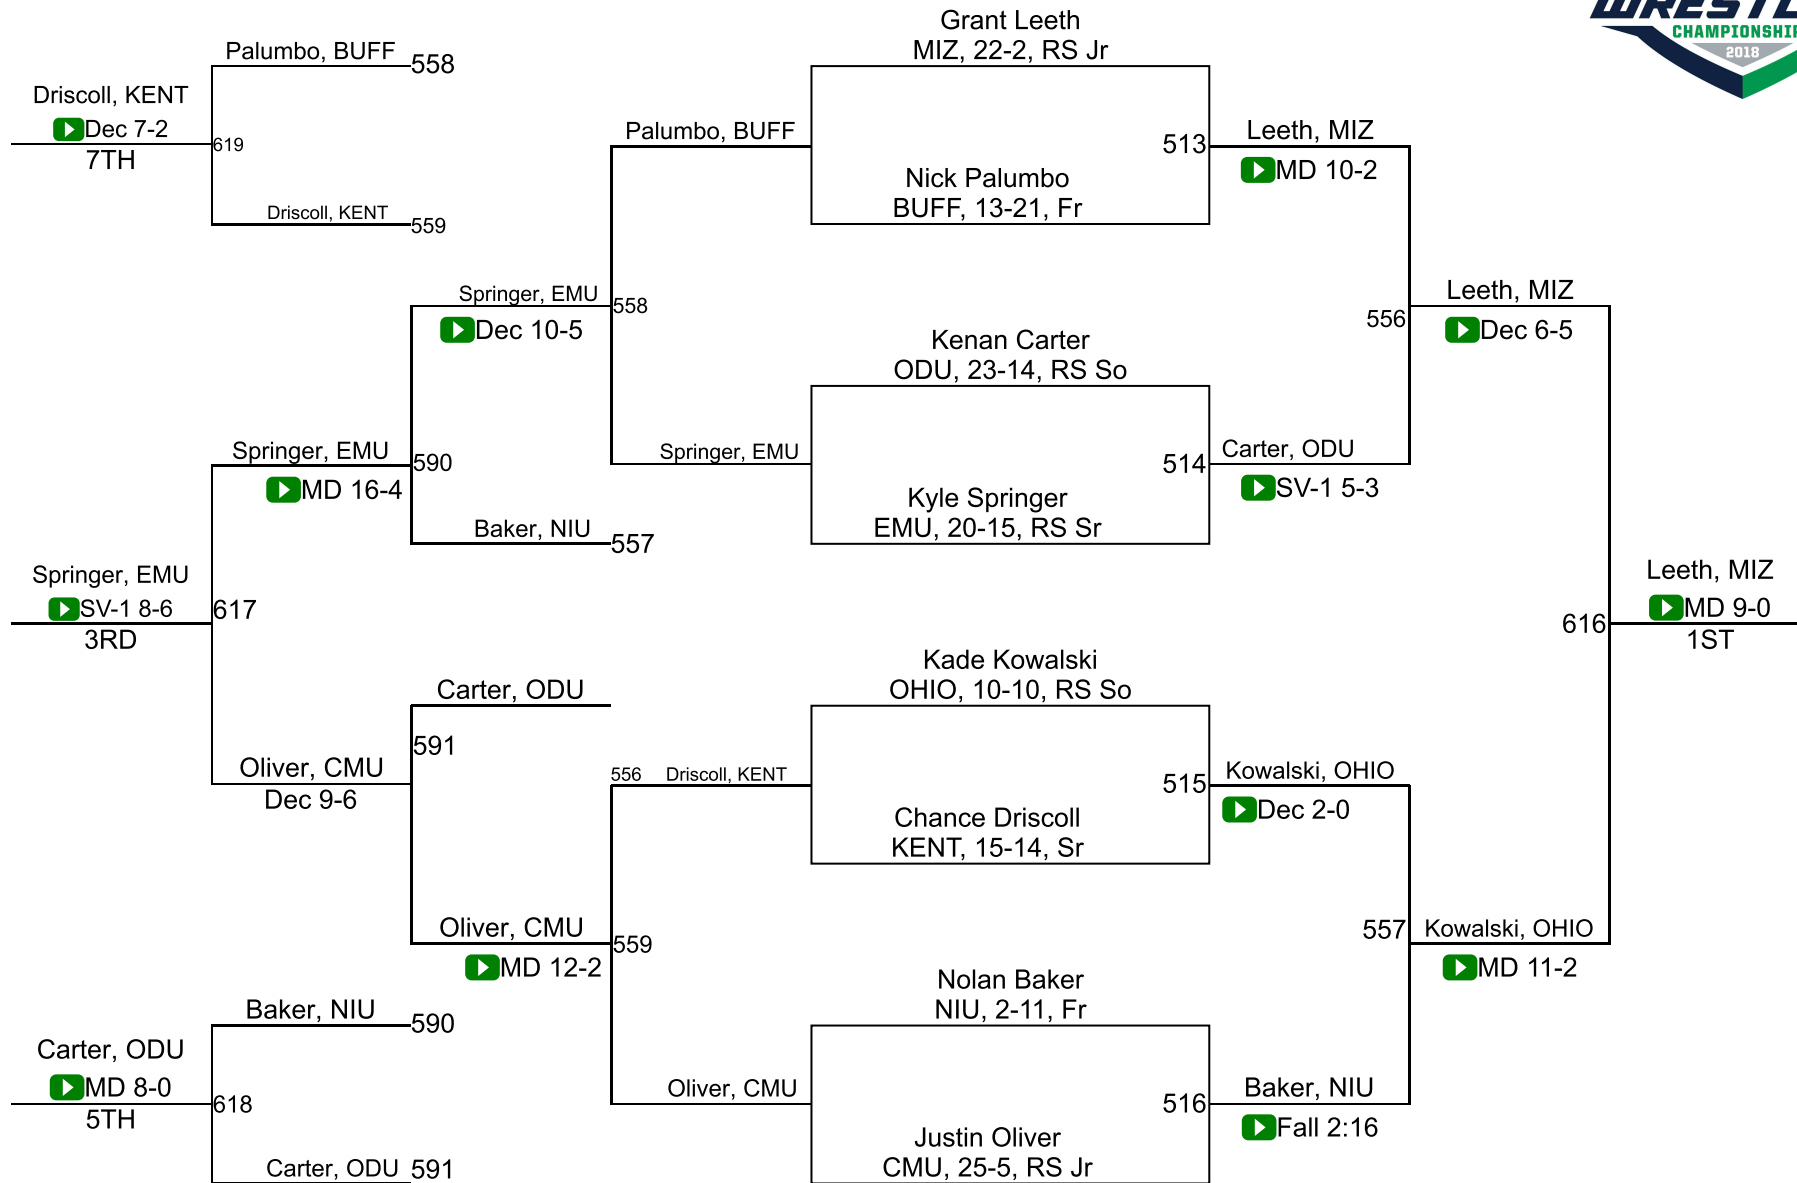 Grant Leeth
MIZ, 22-2, RS Jr
CHAMPIONSHIP
2018
Palumbo, BUFF
558
Driscoll, KENT
Dec 7-2
7TH
619
Driscoll, KENT
559
Palumbo, BUFF
513
Leeth, MIZ
MD 10-2
Nick Palumbo
BUFF, 13-21, Fr
Springer, EMU
558
Dec 10-5
Leeth, MIZ
556
Dec 6-5
Kenan Carter
ODU, 23-14, RS So
Springer, EMU
590
MD 16-4
Springer, EMU
514
Carter, ODU
SV-1 5-3
Kyle Springer
EMU, 20-15, RS Sr
Baker, NIU
557
Springer, EMU
SV-1 8-6
3RD
617
616
Leeth, MIZ
MD 9-0
1ST
Kade Kowalski
OHIO, 10-10, RS So
Carter, ODU
591
Oliver, CMU
Dec 9-6
556
Driscoll, KENT
515
Kowalski, OHIO
Dec 2-0
Chance Driscoll
KENT, 15-14, Sr
Oliver, CMU
559
MD 12-2
557
Kowalski, OHIO
MD 11-2
Nolan Baker
NIU, 2-11, Fr
Baker, NIU
590
Carter, ODU
MD 8-0
5TH
618
Oliver, CMU
516
Baker, NIU
Fall 2:16
Justin Oliver
CMU, 25-5, RS Jr
Carter, ODU
591